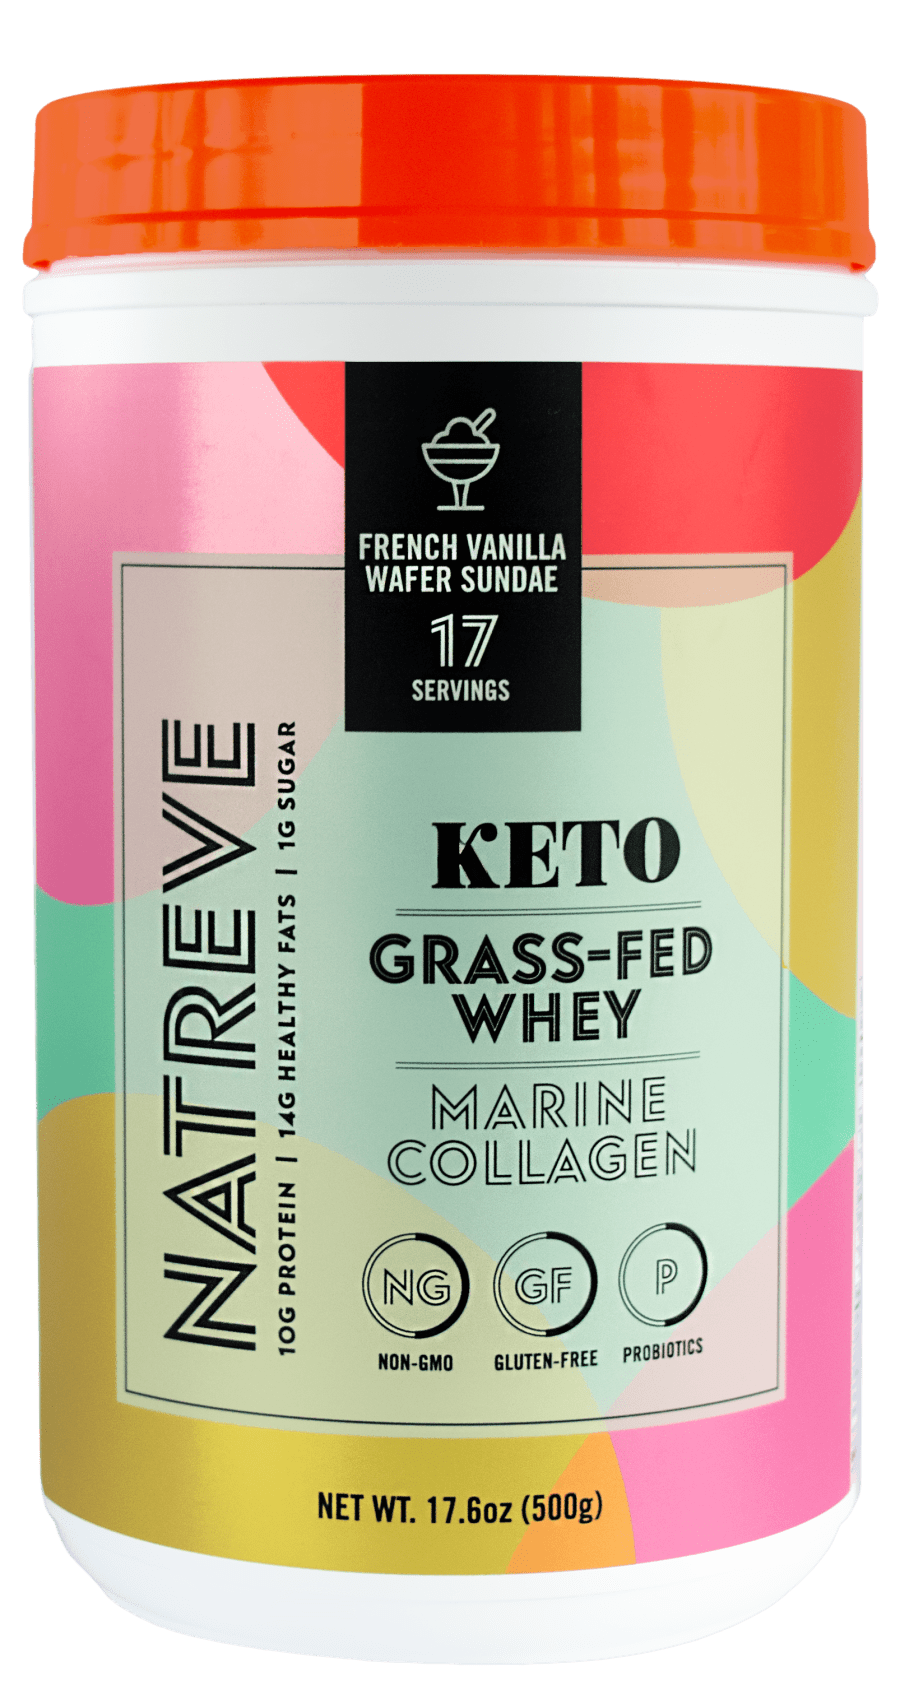 FRENCH VANILLA
WAFER SUNDAE
17
SERVINGS
NATREVE
10G PROTEIN | 14G HEALTHY FATS | 1G SUGAR
KETO
GRASS-FED
WHEY
MARINE
COLLAGEN
NG
GF
P
NON-GMO
GLUTEN-FREE
PROBIOTICS
NET WT. 17.6oz (500g)